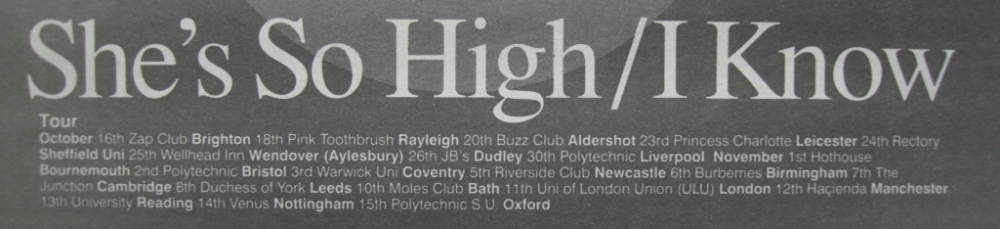 She's So High/I Know
Tour
October 16th Zap Club Brighton 18th Pink Toothbrush Rayleigh 20th Buzz Club Aldershot 23rd Princess Charlotte Leicester 24th Rectory
Sheffield Uni 25th Wellhead Inn Wendover (Aylesbury) 26th JB's Dudley 30th Polytechnic Liverpool November 1st Hothouse
Bournemouth 2nd Polytechnic Bristol 3rd Warwick Uni Coventry 5th Riverside Club Newcastle 6th Burberries Birmingham 7th The
Junction Cambridge 8th Duchess of York Leeds 10th Moles Club Bath 11th Uni of London Union (ULU) London 12th Haçienda Manchester
13th University Reading 14th Venus Nottingham 15th Polytechnic S.U. Oxford